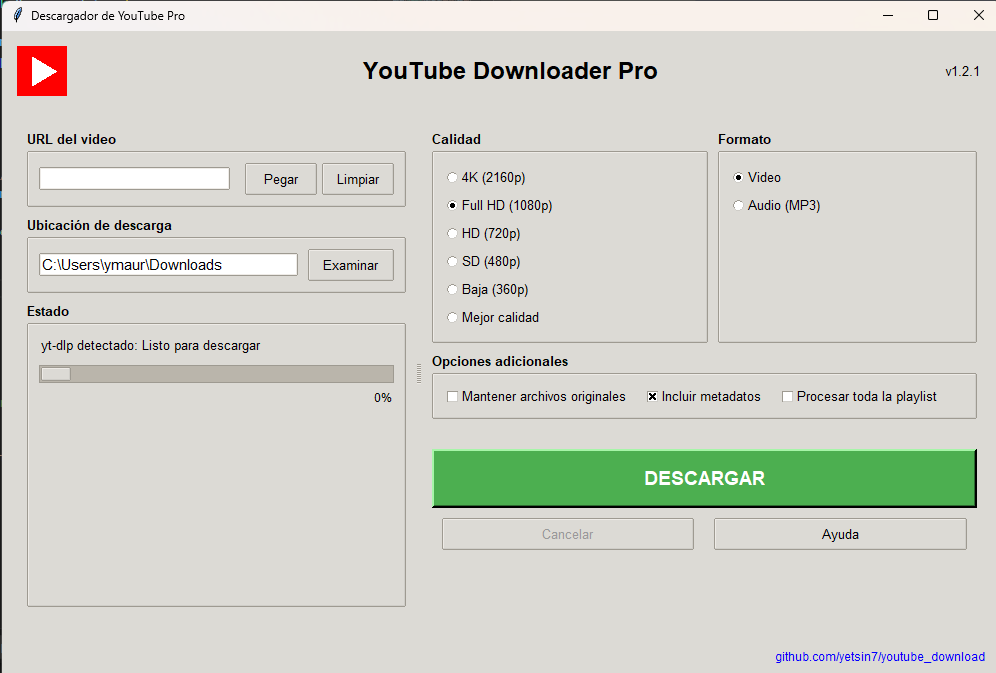 Descargador de YouTube Pro
YouTube Downloader Pro
v1.2.1
URL del video
Pegar
Limpiar
Ubicación de descarga
C:\Users\ymaur\Downloads
Examinar
Estado
yt-dlp detectado: Listo para descargar
0%
Calidad
4K (2160p)
Full HD (1080p)
HD (720p)
SD (480p)
Baja (360p)
Mejor calidad
Formato
Video
Audio (MP3)
Opciones adicionales
Mantener archivos originales
Incluir metadatos
Procesar toda la playlist
DESCARGAR
Cancelar
Ayuda
github.com/yetsin7/youtube_download